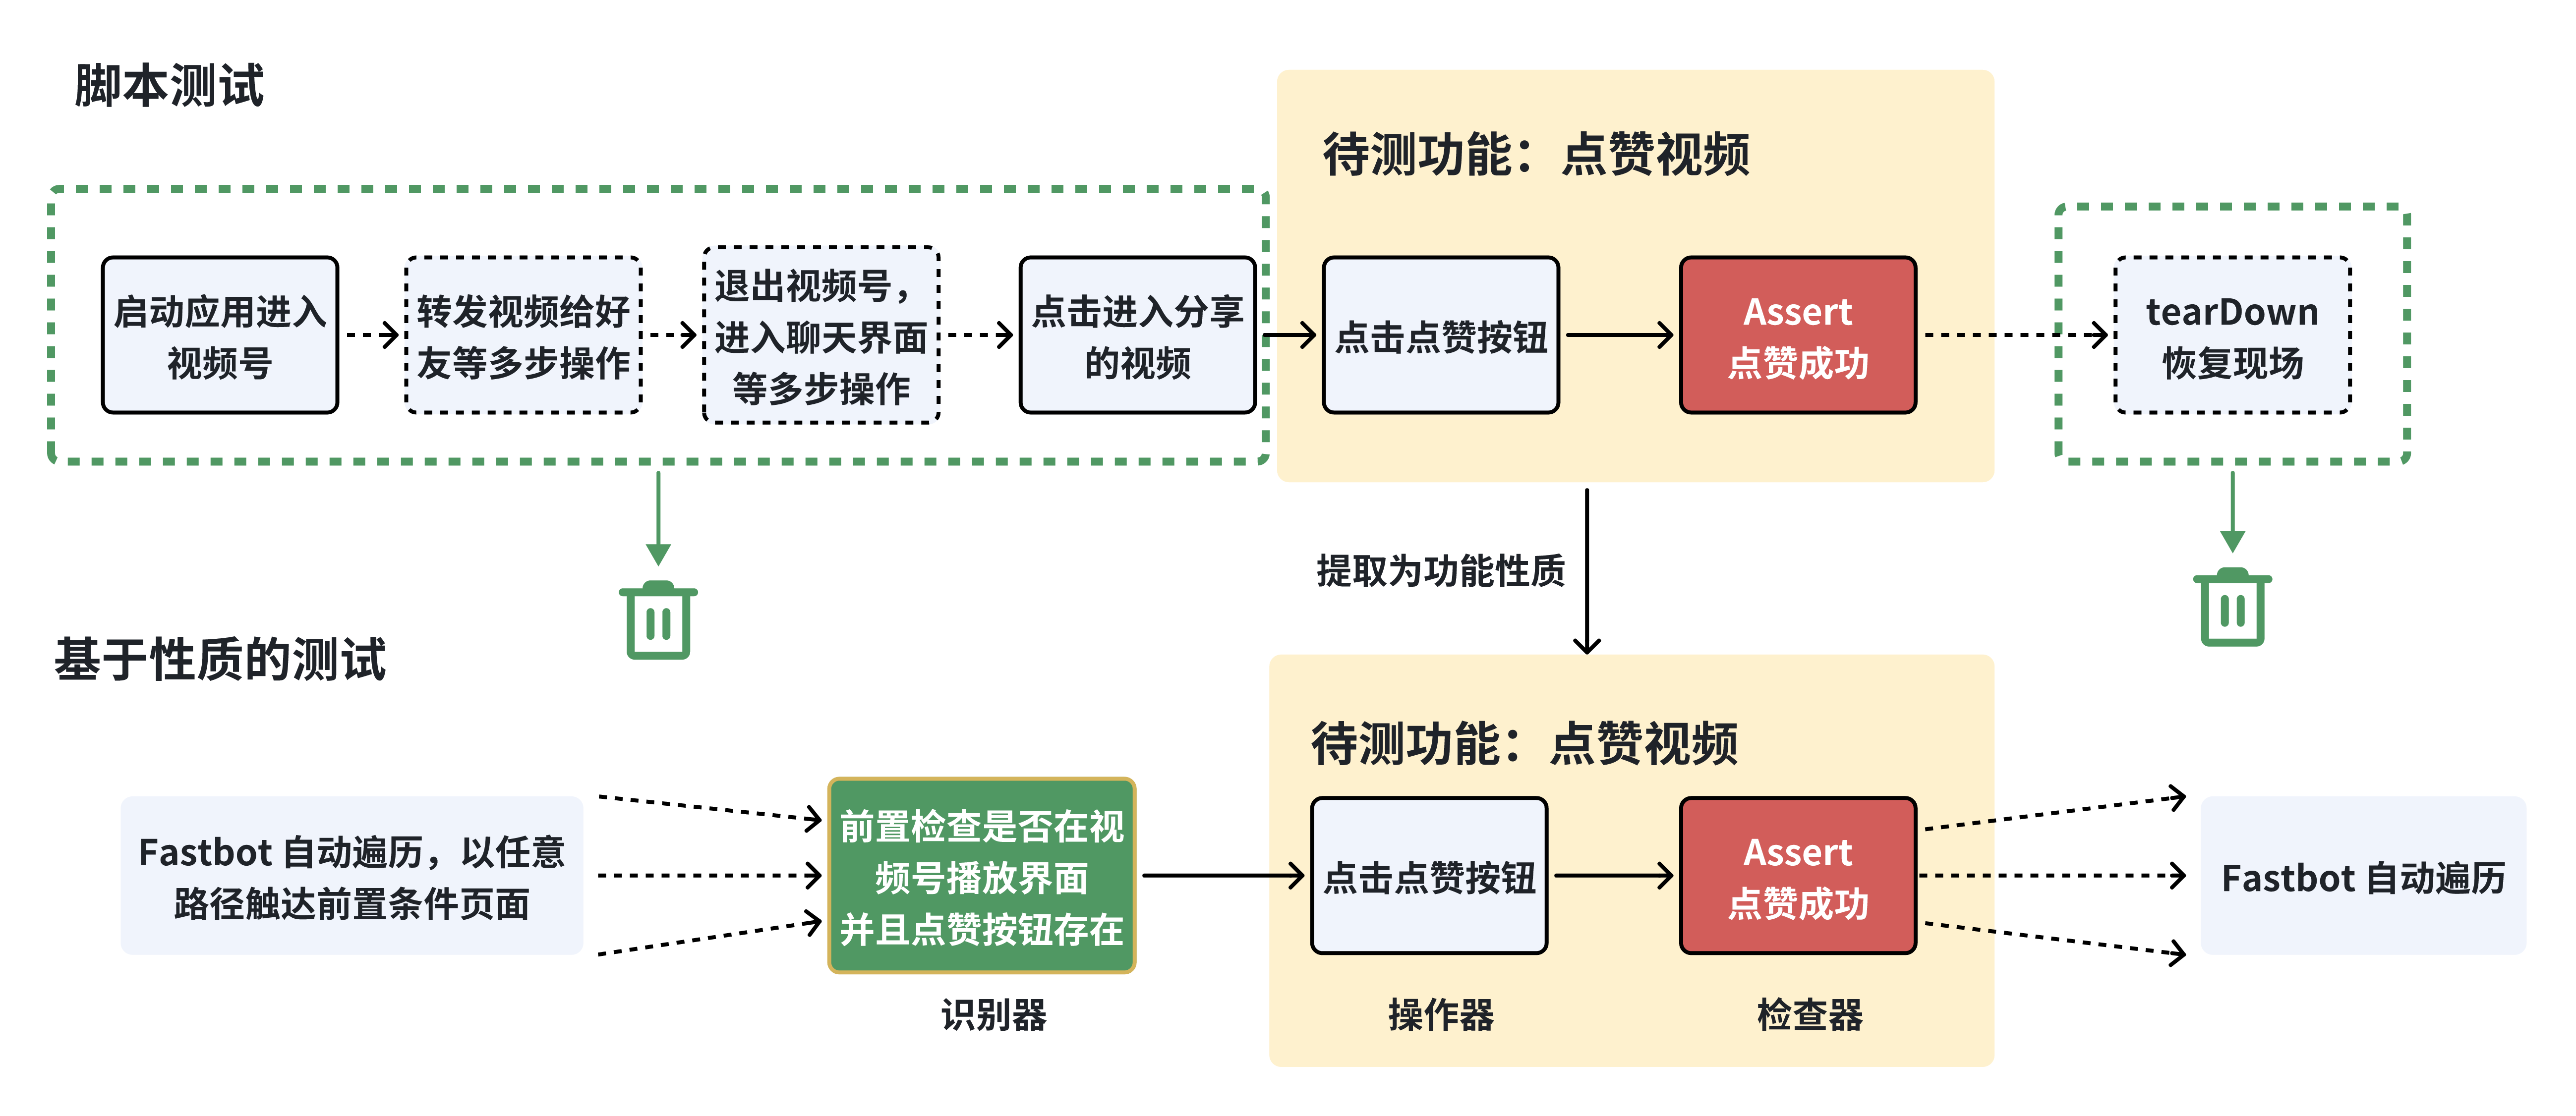 脚本测试
待测功能：点赞视频
启动应用进入
视频号
转发视频给好
友等多步操作
退出视频号，
进入聊天界面
等多步操作
点击进入分享
的视频
点击点赞按钮
Assert
点赞成功
tearDown
恢复现场
提取为功能性质
基于性质的测试
待测功能：点赞视频
Fastbot 自动遍历，以任意
路径触达前置条件页面
前置检查是否在视
频号播放界面
并且点赞按钮存在
点击点赞按钮
Assert
点赞成功
Fastbot 自动遍历
识别器
操作器
检查器